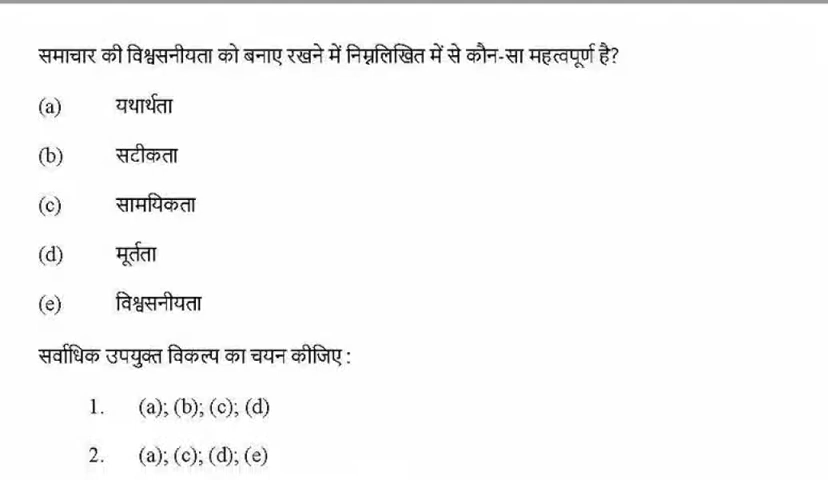 समाचार की विश्वसनीयता को बनाए रखने में निम्नलिखित में से कौन-सा महत्वपूर्ण है?
(a) यथार्थता
(b) सटीकता
(c) सामयिकता
(d) मूर्तता
(e) विश्वसनीयता
सर्वाधिक उपयुक्त विकल्प का चयन कीजिए :
1. (a); (b); (c); (d)
2. (a); (c); (d); (e)